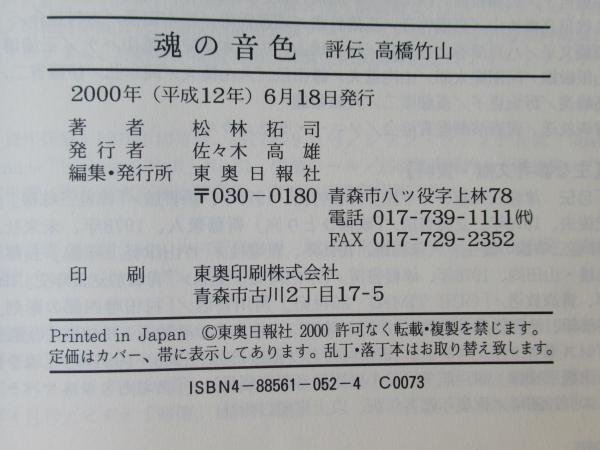 魂の音色 評伝 高橋竹山
2000年(平成12年)6月18日発行
著者 松林拓司
発行者 佐々木高雄
編集・発行所 東奥日報社
〒030-0180 青森市八ッ役字上林78
電話 017-739-1111㈹
FAX 017-729-2352
印刷 東奥印刷株式会社
青森市古川2丁目17-5
Printed in Japan ©東奥日報社 2000 許可なく転載・複製を禁じます。
定価はカバー、帯に表示してあります。乱丁・落丁本はお取り替え致します。
ISBN4-88561-052-4 C0073